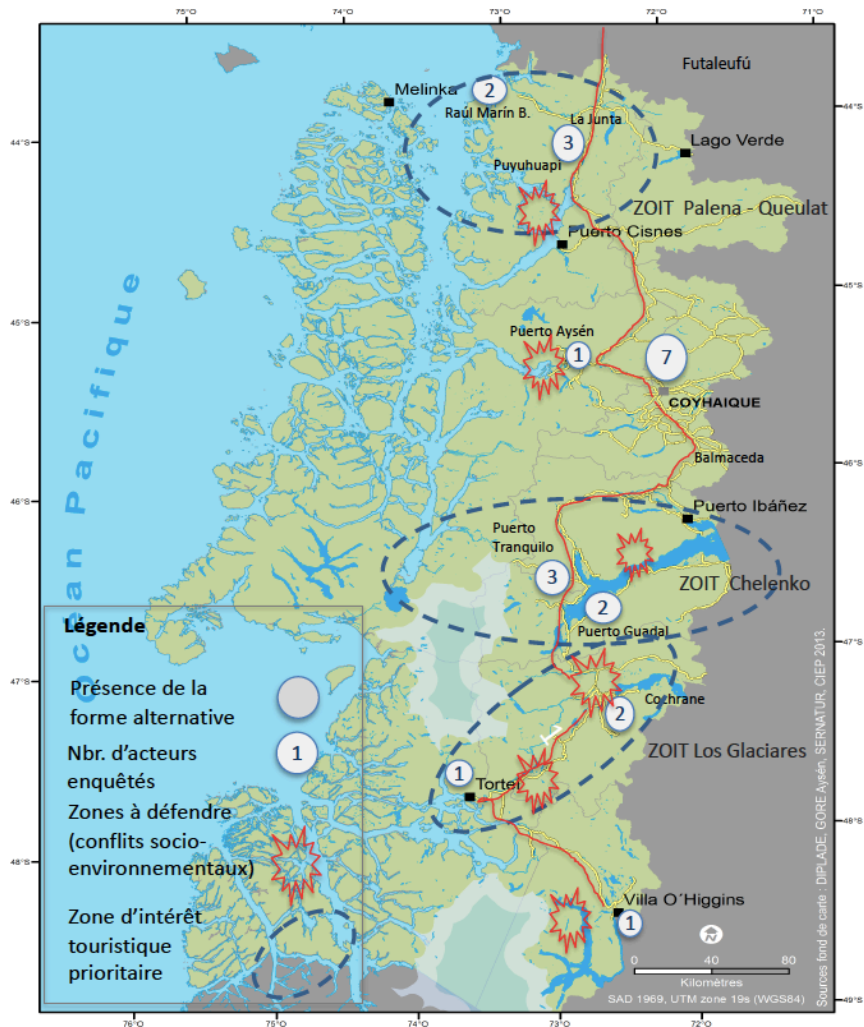 75°O
74°O
73°O
72°O
71°O
Futaleufú
Melinka
2
Raúl Marín B.
La Junta
44°S
44°S
3
Lago Verde
Puyuhuapi
ZOIT Palena - Queulat
Puerto Cisnes
45°S
45°S
Puerto Aysén
1
7
COYHAIQUE
Balmaceda
46°S
46°S
Puerto Ibáñez
Puerto
Tranquilo
3
ZOIT Chelenko
2
Puerto Guadal
Océan Pacifique
47°S
47°S
Cochrane
2
ZOIT Los Glaciares
1
Tortel
48°S
48°S
Villa O´Higgins
1
N
0 40 80
Kilomètres
SAD 1969, UTM zone 19s (WGS84)
49°S
Légende
Présence de la
forme alternative
Nbr. d’acteurs
enquêtés
1
Zones à défendre
(conflits socio-
environnementaux)
Zone d’intérêt
touristique
prioritaire
76°O
75°O
74°O
73°O
72°O
Sources fond de carte : DIPLADE, GORE Aysén, SERNATUR, CIEP 2013.